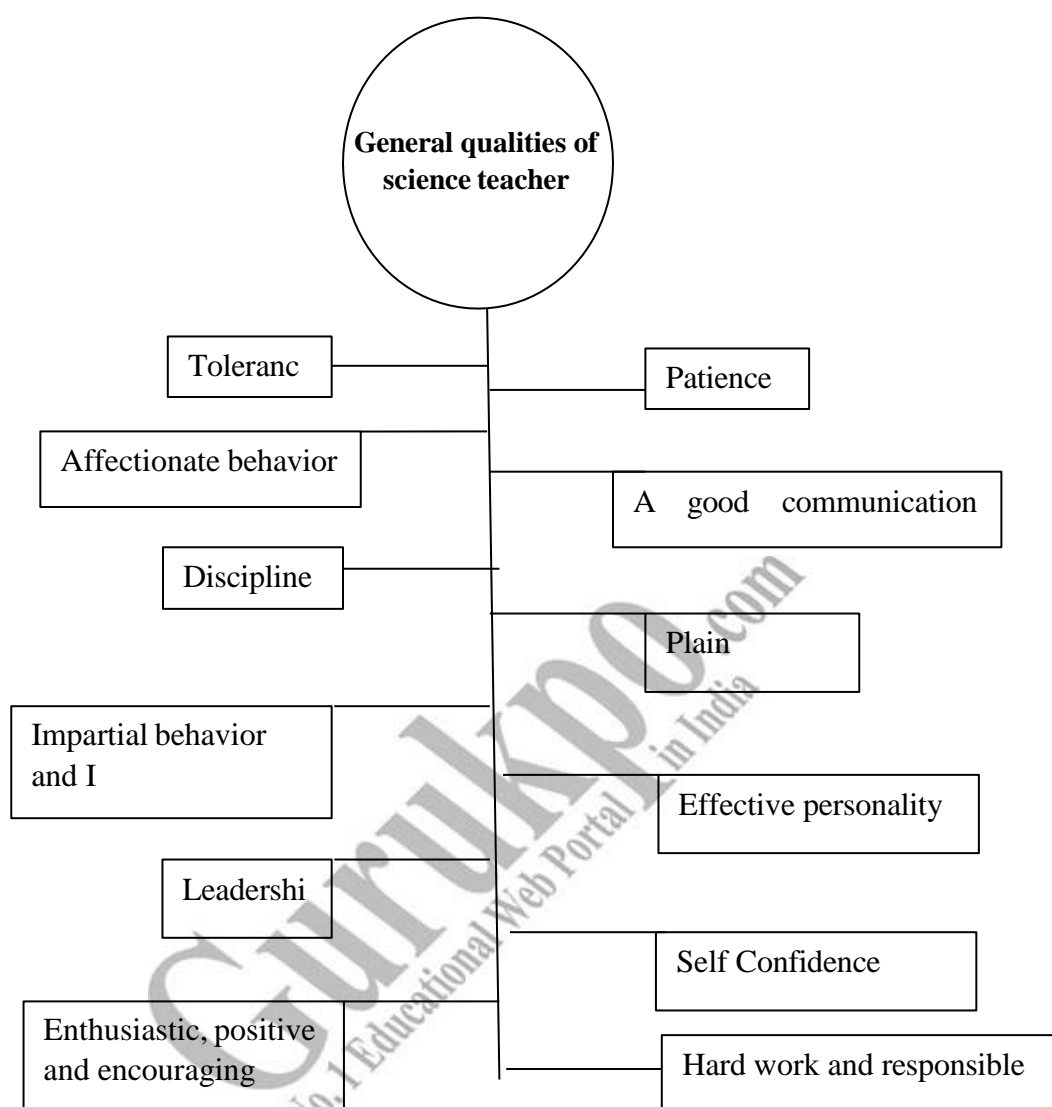 General qualities of
science teacher
Toleranc
Patience
Affectionate behavior
A good communication
Discipline
Plain
Impartial behavior
and I
Effective personality
Leadershi
Self Confidence
Enthusiastic, positive
and encouraging
Hard work and responsible
Gurukpo.com
No. 1 Educational Web Portal in India